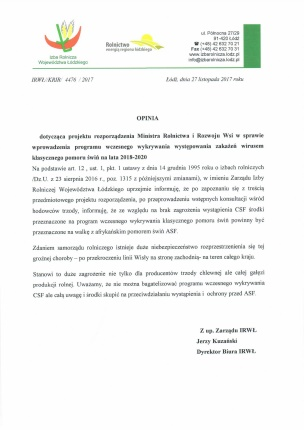 Izba Rolnicza
Województwa Łódzkiego
Rolnictwo
energią regionu łódzkiego
ul. Północna 27/29
91-420 Łódź
(+48) 42 632 70 21
Fax (+48) 42 632 70 31
www.izbarolnicza.lodz.pl
info@izbarolnicza.lodz.pl
IRWŁ/KBIR/ 4476 /2017
Łódź, dnia 27 listopada 2017 roku
OPINIA
dotycząca projektu rozporządzenia Ministra Rolnictwa i Rozwoju Wsi w sprawie
wprowadzenia programu wczesnego wykrywania występowania zakażeń wirusem
klasycznego pomoru świń na lata 2018-2020
Na podstawie art. 12 , ust. 1, pkt. 1 ustawy z dnia 14 grudnia 1995 roku o izbach rolniczych
/Dz.U. z 23 sierpnia 2016 r., poz. 1315 z późniejszymi zmianami), w imieniu Zarządu Izby
Rolniczej Województwa Łódzkiego uprzejmie informuję, że po zapoznaniu się z treścią
przedmiotowego projektu rozporządzenia, po przeprowadzeniu wstępnych konsultacji wśród
hodowców trzody, informuję, że ze względu na brak zagrożenia wystąpienia CSF środki
przeznaczone na program wczesnego wykrywania klasycznego pomoru świń powinny być
przeznaczone na walkę z afrykańskim pomorem świń ASF.
Zdaniem samorządu rolniczego istnieje duże niebezpieczeństwo rozprzestrzenienia się tej
groźnej choroby – po przekroczeniu linii Wisły na stronę zachodnią- na teren całego kraju.
Stanowi to duże zagrożenie nie tylko dla producentów trzody chlewnej ale całej gałęzi
produkcji rolnej. Uważamy, że nie można bagatelizować programu wczesnego wykrywania
CSF ale całą uwagę i środki skupić na przeciwdziałaniu wystąpienia i ochrony przed ASF.
Z up. Zarządu IRWŁ
Jerzy Kuzański
Dyrektor Biura IRWŁ